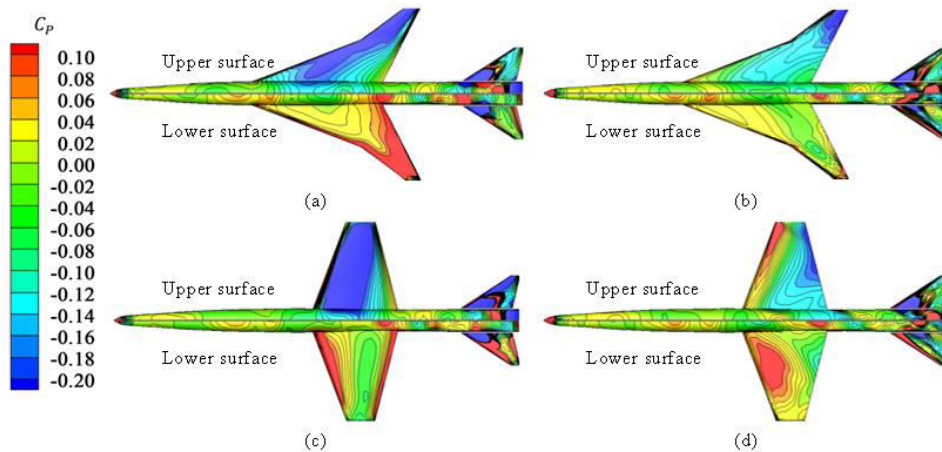 C_P
0.10
0.08
0.06
0.04
0.02
0.00
-0.02
-0.04
-0.06
-0.08
-0.10
-0.12
-0.14
-0.16
-0.18
-0.20
Upper surface
Lower surface
(a)
Upper surface
Lower surface
(b)
Upper surface
Lower surface
(c)
Upper surface
Lower surface
(d)